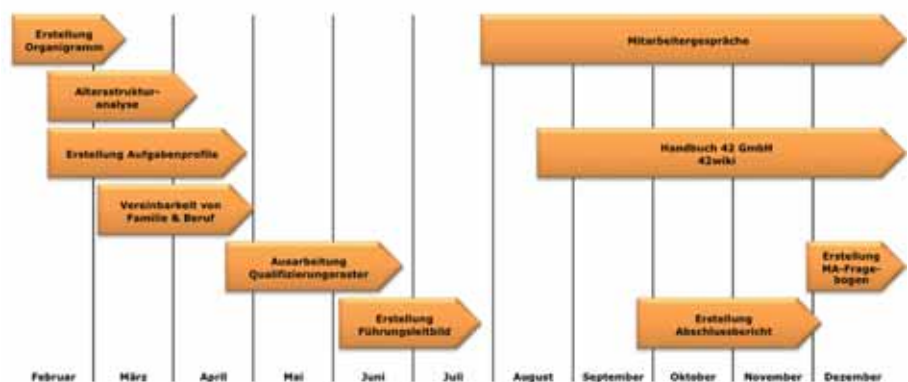 Erstellung
Organigramm
Mitarbeitergespräche
Altersstruktur-
analyse
Erstellung Aufgabenprofile
Handbuch 42 GmbH
42wiki
Vereinbarkeit von
Familie & Beruf
Ausarbeitung
Qualifizierungsraster
Erstellung
MA-Frage-
bogen
Erstellung
Führungsleitbild
Erstellung
Abschlussbericht
Februar März April Mai Juni Juli August September Oktober November Dezember